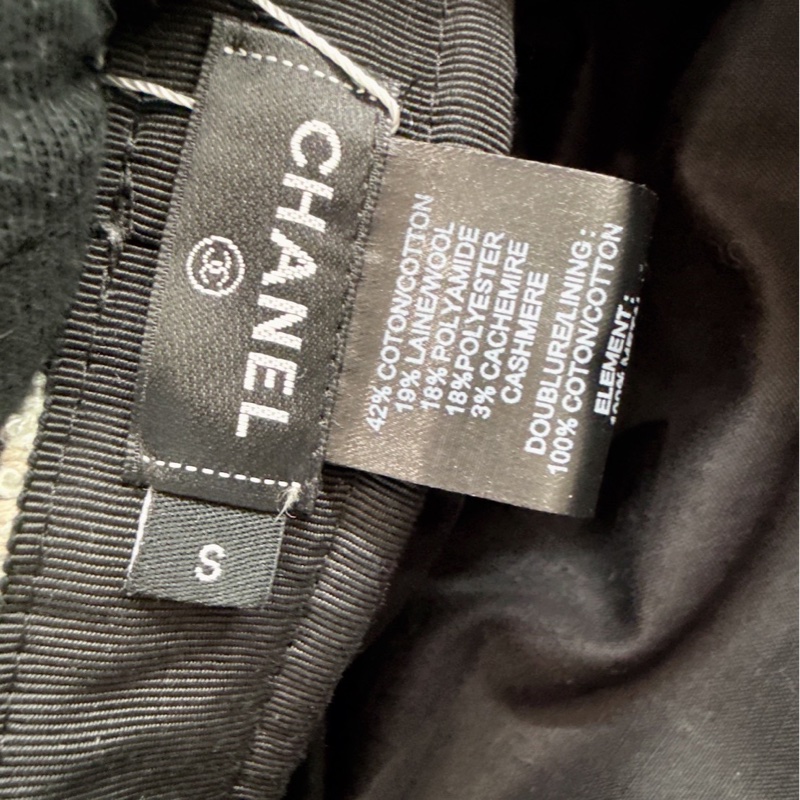 CHANEL
S
42% COTON/COTTON
19% LAINE/WOOL
18% POLYAMIDE
18%POLYESTER
3% CACHEMIRE
CASHMERE
DOUBLURE/LINING :
100% COTON/COTTON
ELEMENT :